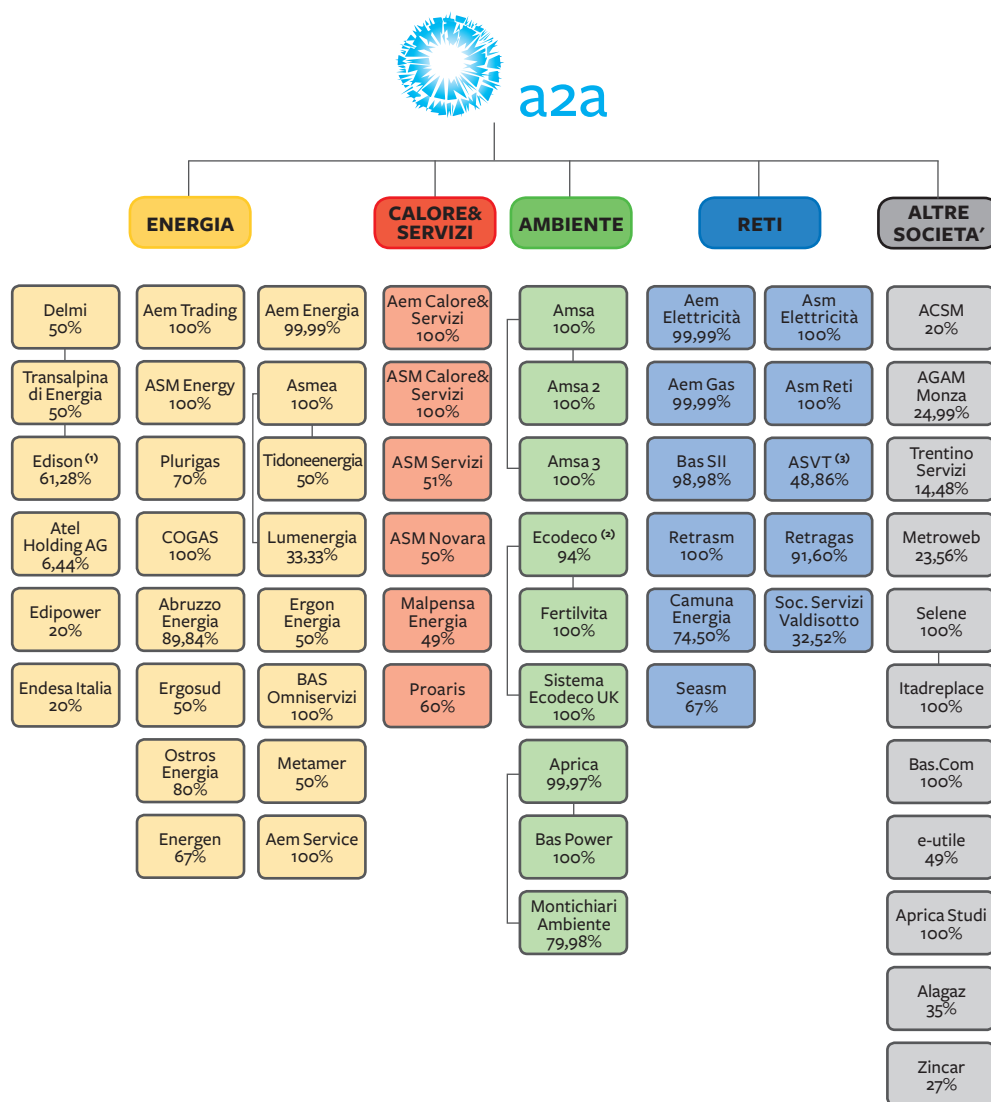 a2a
ENERGIA
CALORE&
SERVIZI
AMBIENTE
RETI
ALTRE
SOCIETA'
Delmi
50%
Transalpina
di Energia
50%
Edison (1)
61,28%
Atel
Holding AG
6,44%
Edipower
20%
Endesa Italia
20%
Aem Trading
100%
ASM Energy
100%
Plurigas
70%
COGAS
100%
Abruzzo
Energia
89,84%
Ergosud
50%
Ostros
Energia
80%
Energen
67%
Aem Energia
99,99%
Asmea
100%
Tidoneenergia
50%
Lumenergia
33,33%
Ergon
Energia
50%
BAS
Omniservizi
100%
Metamer
50%
Aem Service
100%
Aem Calore&
Servizi
100%
ASM Calore&
Servizi
100%
ASM Servizi
51%
ASM Novara
50%
Malpensa
Energia
49%
Proaris
60%
Amsa
100%
Amsa 2
100%
Amsa 3
100%
Ecodeco (2)
94%
Fertilvita
100%
Sistema
Ecodeco UK
100%
Aprica
99,97%
Bas Power
100%
Montichiari
Ambiente
79,98%
Aem
Elettricità
99,99%
Aem Gas
99,99%
Bas SII
98,98%
Retrasm
100%
Camuna
Energia
74,50%
Seasm
67%
Asm
Elettricità
100%
Asm Reti
100%
ASVT (3)
48,86%
Retragas
91,60%
Soc. Servizi
Valdisotto
32,52%
ACSM
20%
AGAM
Monza
24,99%
Trentino
Servizi
14,48%
Metroweb
23,56%
Selene
100%
Itadreplace
100%
Bas.Com
100%
e-utile
49%
Aprica Studi
100%
Alagaz
35%
Zincar
27%